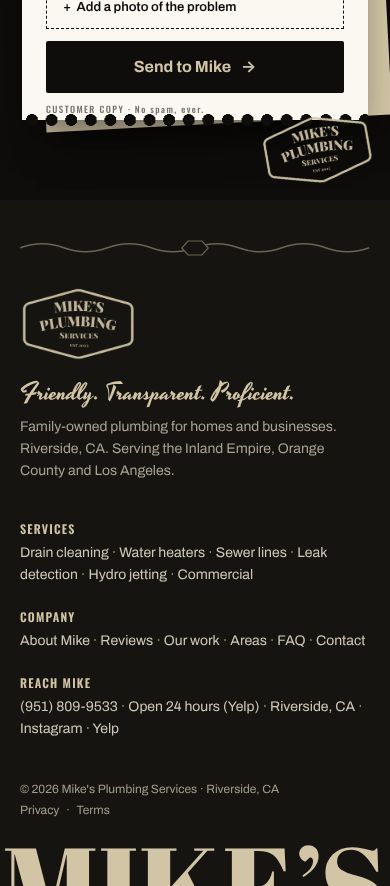 + Add a photo of the problem
Send to Mike →
CUSTOMER COPY · No spam, ever.
MIKE'S
PLUMBING
SERVICES
MIKE'S
PLUMBING
SERVICES
Friendly. Transparent. Proficient.
Family-owned plumbing for homes and businesses.
Riverside, CA. Serving the Inland Empire, Orange
County and Los Angeles.
SERVICES
Drain cleaning · Water heaters · Sewer lines · Leak
detection · Hydro jetting · Commercial
COMPANY
About Mike · Reviews · Our work · Areas · FAQ · Contact
REACH MIKE
(951) 809-9533 · Open 24 hours (Yelp) · Riverside, CA ·
Instagram · Yelp
© 2026 Mike's Plumbing Services · Riverside, CA
Privacy · Terms
MIKE'S